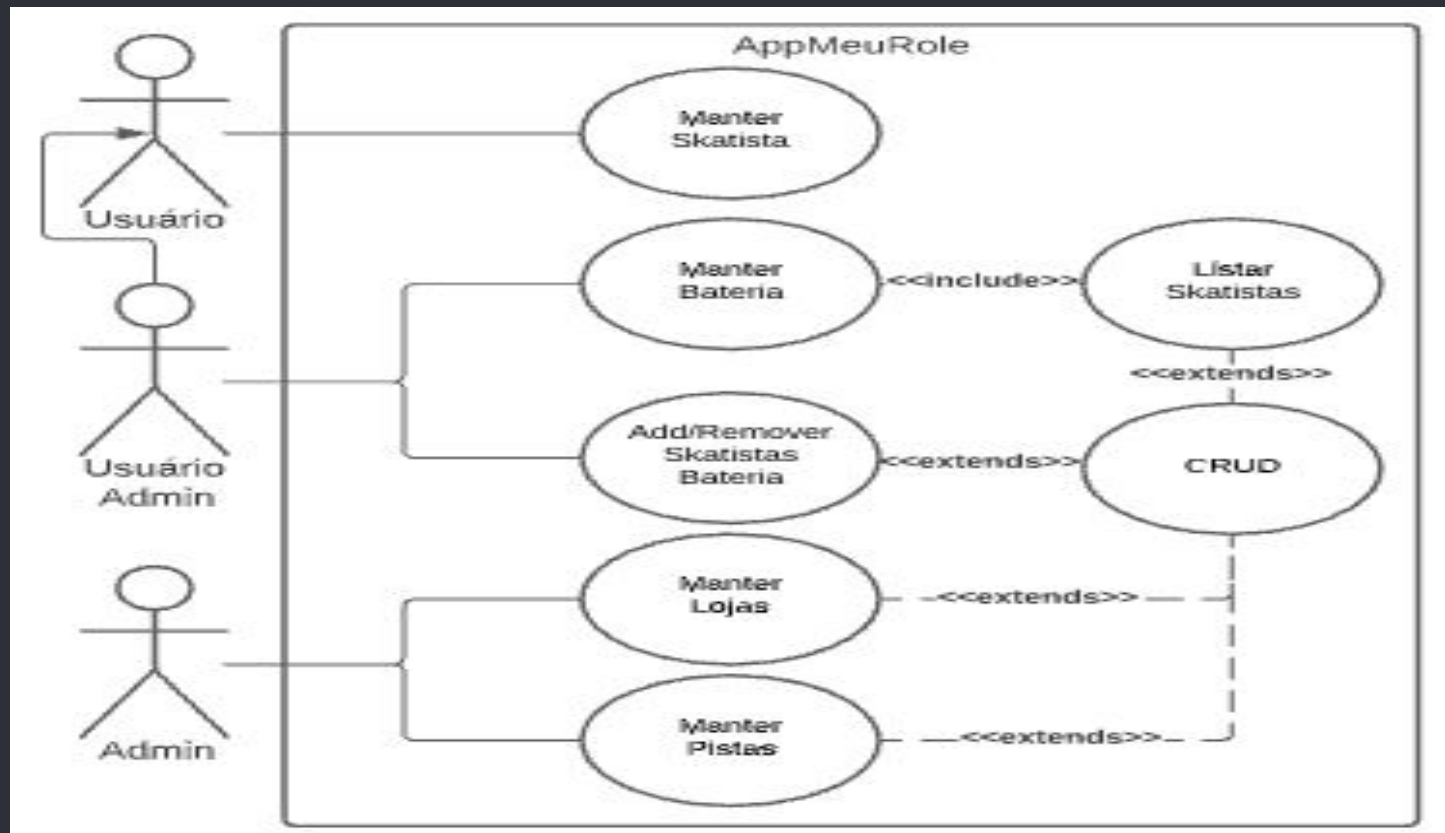 AppMeuRole
Manter
Skatista
Usuário
Manter
Bateria
<<include>>
Listar
Skatistas
<<extends>>
Add/Remover
Skatistas
Bateria
<<extends>>
CRUD
Usuário
Admin
Manter
Lojas
<<extends>>
Manter
Pistas
<<extends>>
Admin